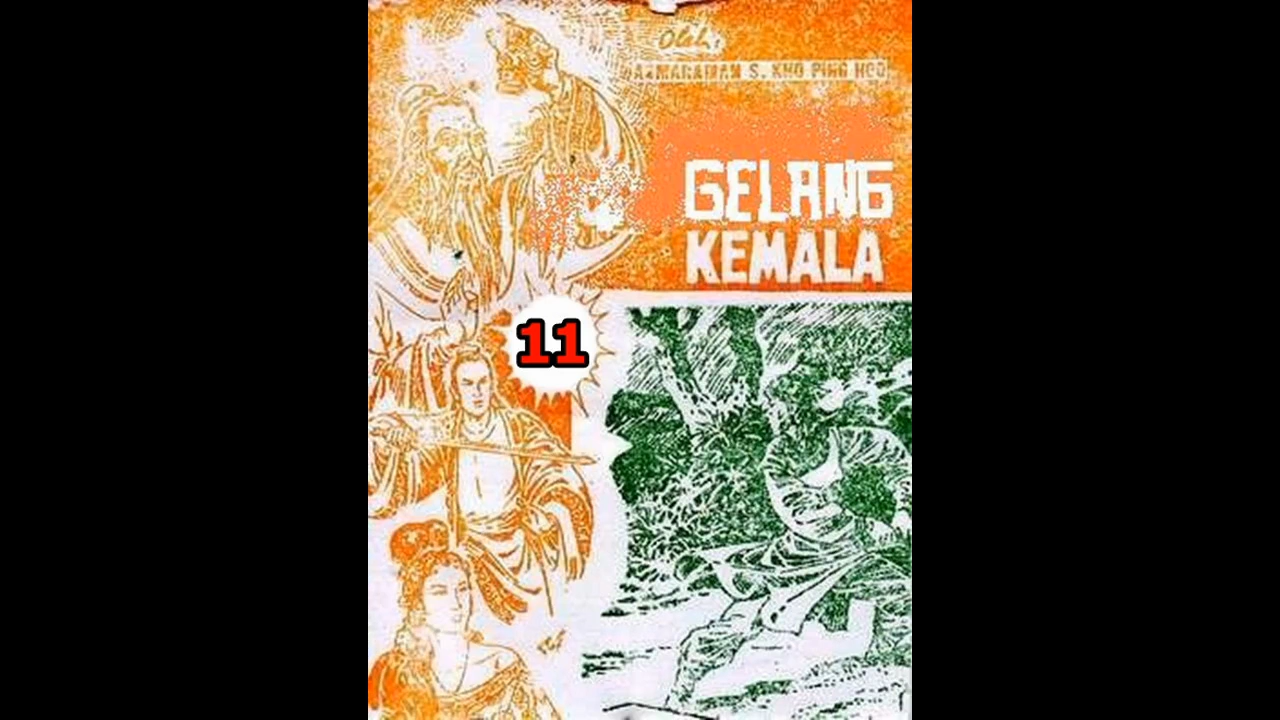 Oleh:
ASMARAMAN S. KHO PING HOO
GELANG
KEMALA
11